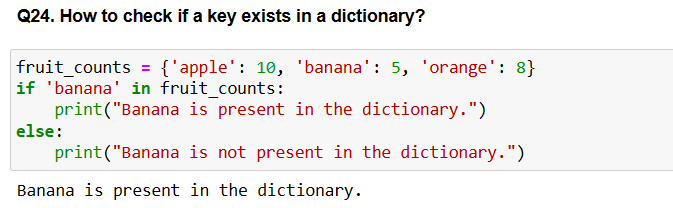 Q24. How to check if a key exists in a dictionary?
fruit_counts = {'apple': 10, 'banana': 5, 'orange': 8}
if 'banana' in fruit_counts:
    print("Banana is present in the dictionary.")
else:
    print("Banana is not present in the dictionary.")
Banana is present in the dictionary.